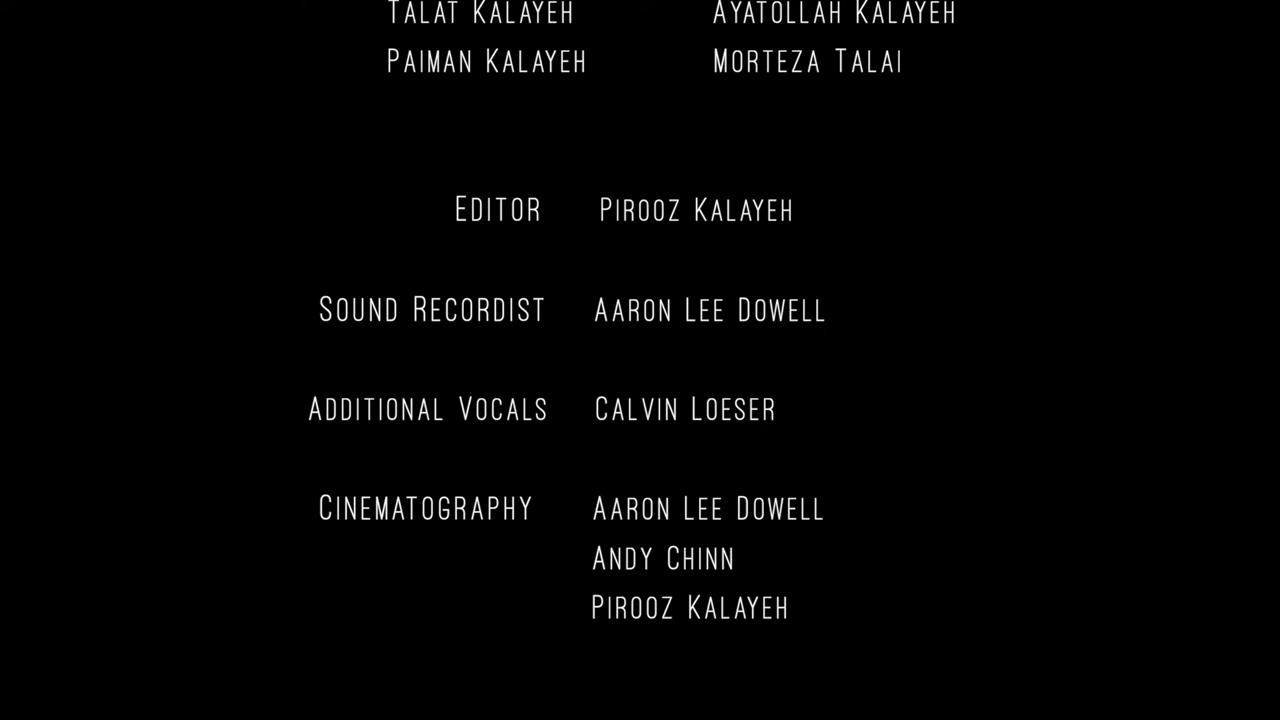 TALAT KALAYEH AYATOLLAH KALAYEH
PAIMAN KALAYEH MORTEZA TALAI
EDITOR PIROOZ KALAYEH
SOUND RECORDIST AARON LEE DOWELL
ADDITIONAL VOCALS CALVIN LOESER
CINEMATOGRAPHY AARON LEE DOWELL
ANDY CHINN
PIROOZ KALAYEH